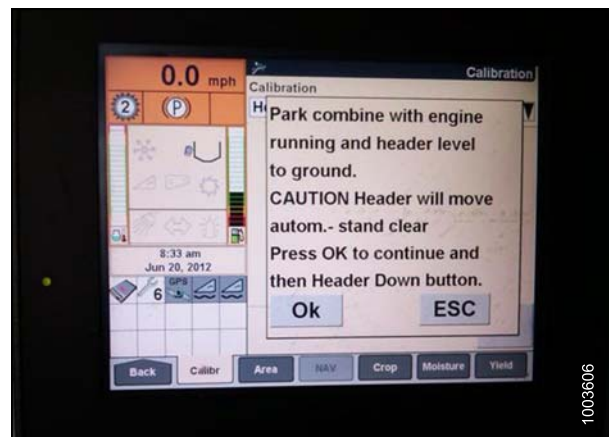 0.0 mph
Calibration
Calibration
2
P
He
Park combine with engine
running and header level
to ground.
CAUTION Header will move
autom.- stand clear
Press OK to continue and
then Header Down button.
Ok
ESC
8:33 am
Jun 20, 2012
6
GPS
Back
Calibr
Area
NAV
Crop
Moisture
Yield
1003606